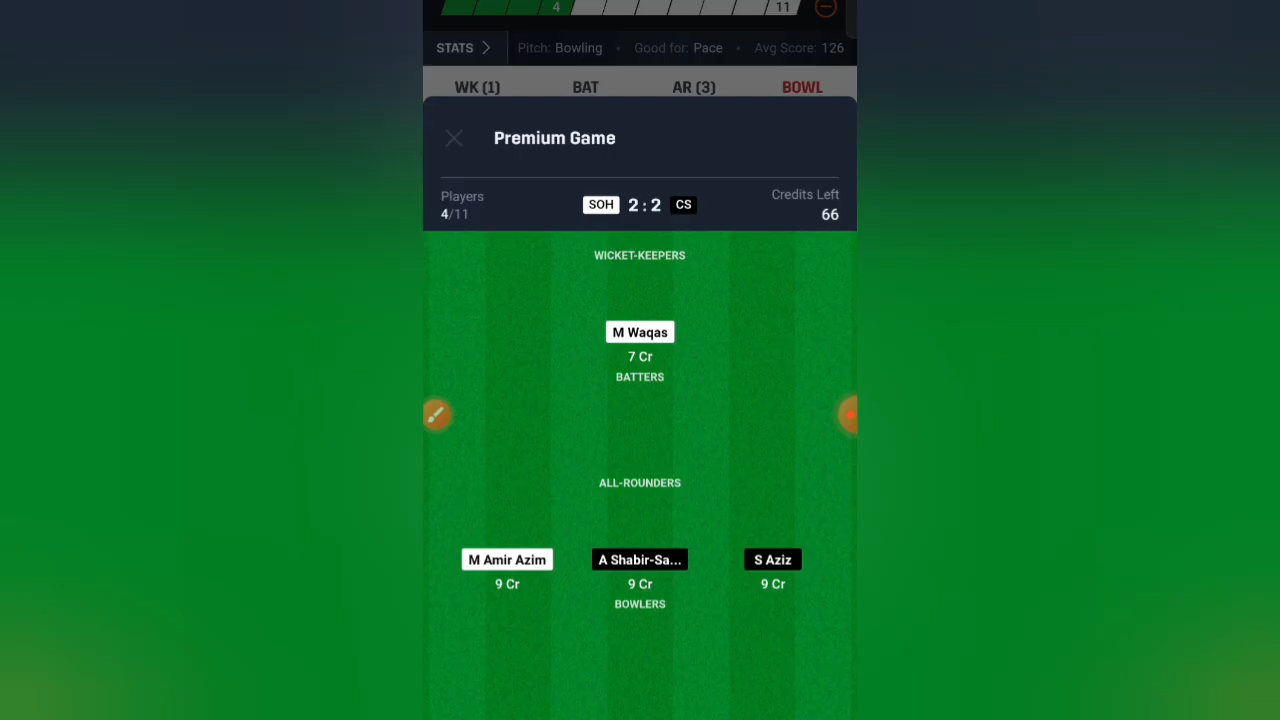 4 11
STATS Pitch: Bowling • Good for: Pace • Avg Score: 126
WK (1) BAT AR (3) BOWL
Premium Game
Players Credits Left
4/11 SOH 2 : 2 CS 66
WICKET-KEEPERS
M Waqas
7 Cr
BATTERS
ALL-ROUNDERS
M Amir Azim A Shabir-Sa... S Aziz
9 Cr 9 Cr 9 Cr
BOWLERS